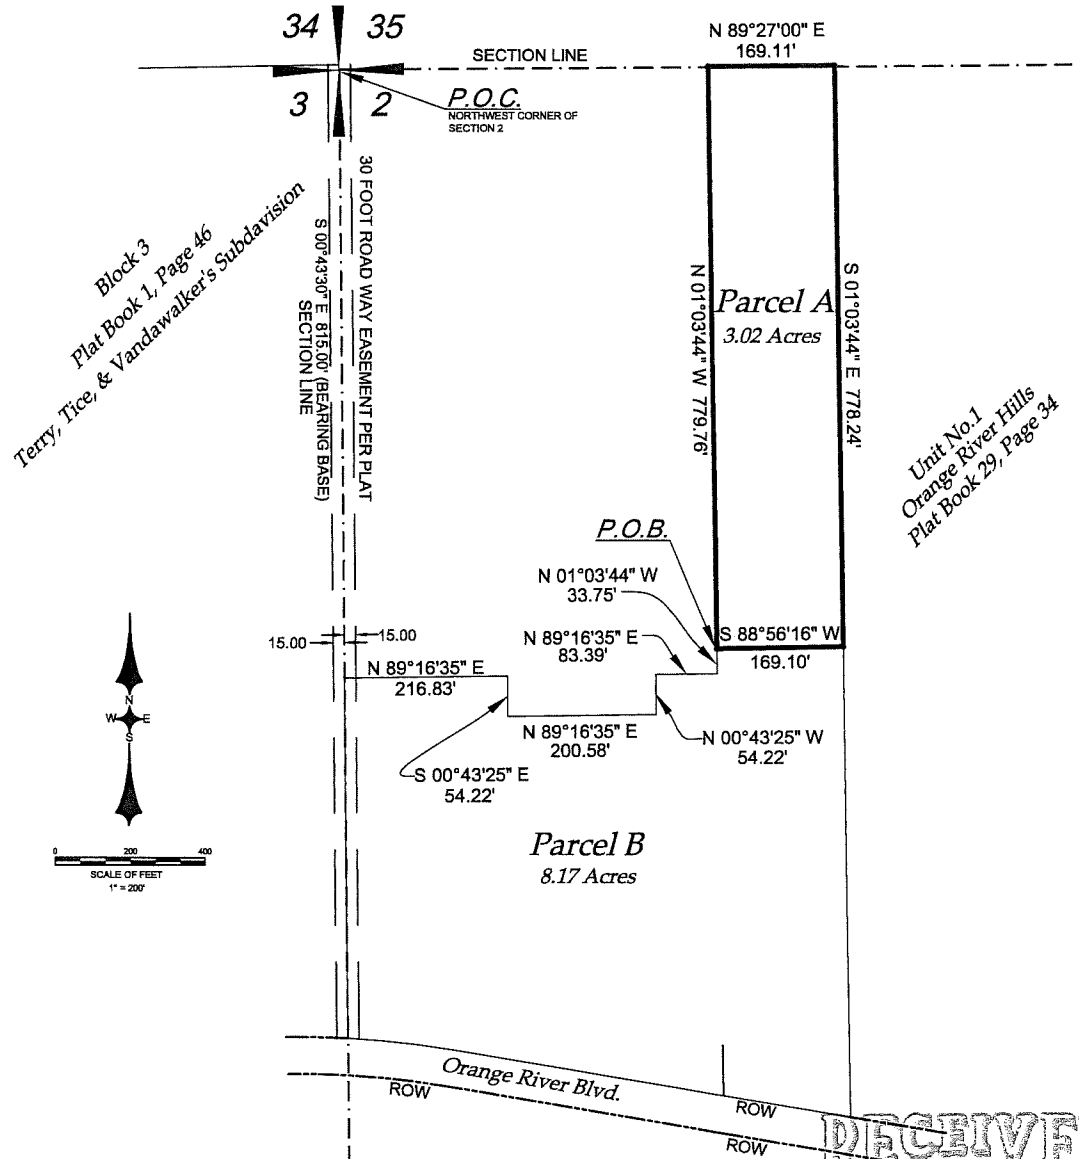 34 35
3 2
N 89°27'00" E
169.11'
SECTION LINE
P.O.C.
NORTHWEST CORNER OF
SECTION 2
Block 3
Plat Book 1, Page 46
Terry, Tice, & Vandawalker's Subdavision
30 FOOT ROAD WAY EASEMENT PER PLAT
S 00°43'30" E 815.00' (BEARING BASE)
SECTION LINE
N 01°03'44" W 779.76'
Parcel A
3.02 Acres
S 01°03'44" E 778.24'
Unit No.1
Orange River Hills
Plat Book 29, Page 34
P.O.B.
N 01°03'44" W
33.75'
S 88°56'16" W
169.10'
15.00 15.00
N 89°16'35" E
83.39'
N 89°16'35" E
216.83'
N 89°16'35" E
200.58'
N 00°43'25" W
54.22'
S 00°43'25" E
54.22'
N
W E
S
0 200 400
SCALE OF FEET
1" = 200'
Parcel B
8.17 Acres
Orange River Blvd.
ROW
ROW
ROW